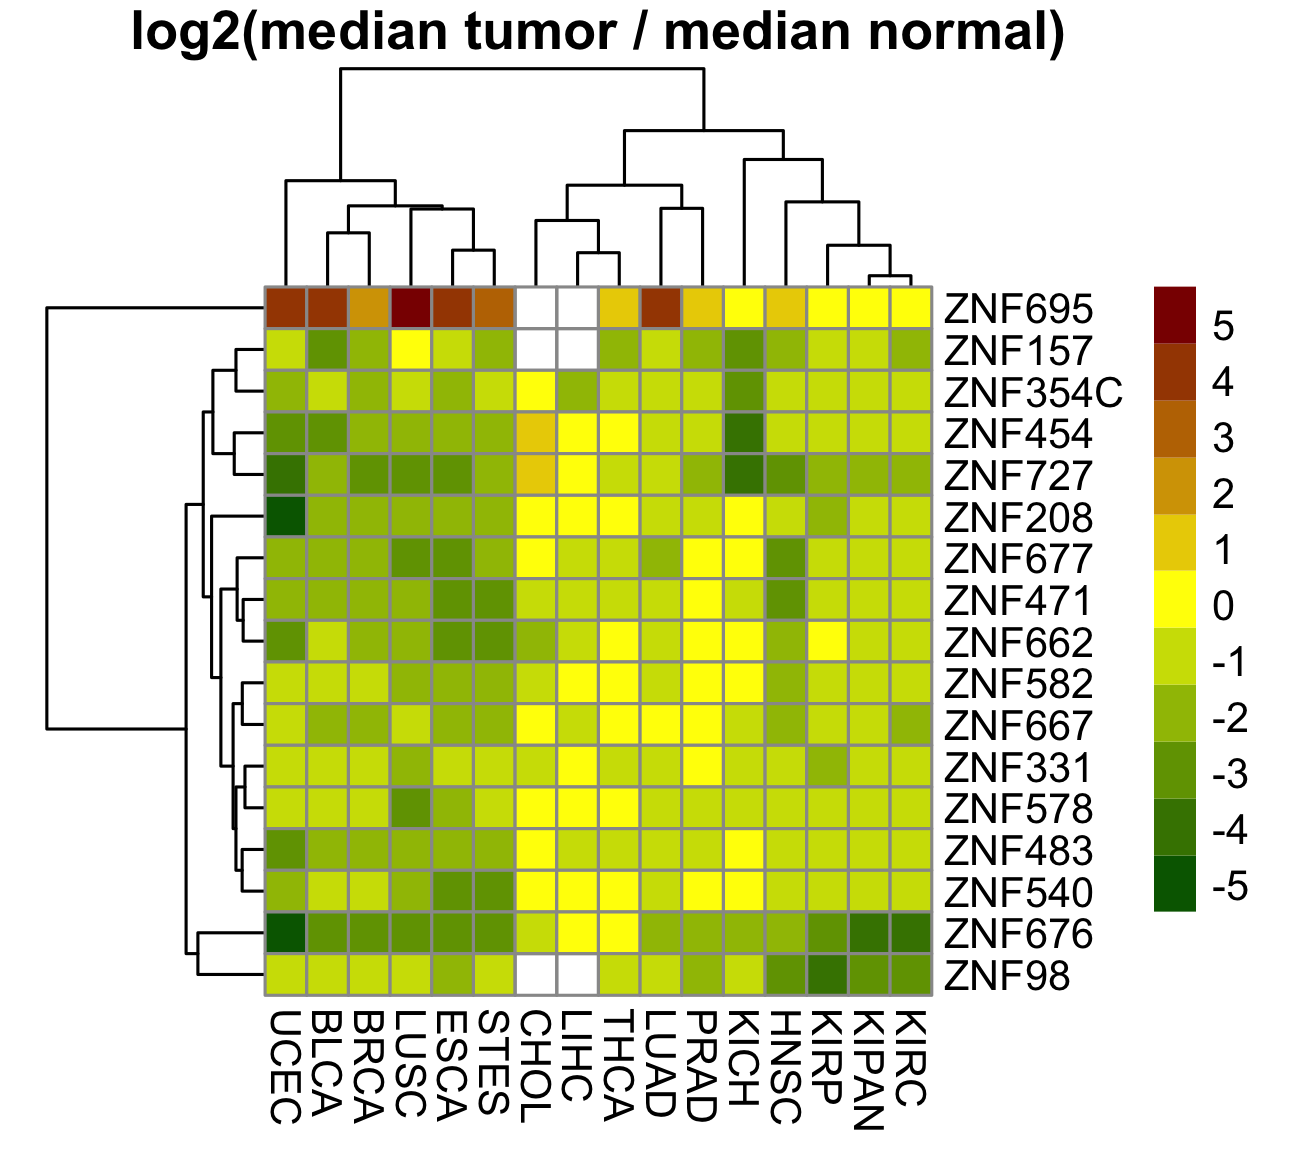 log2(median tumor / median normal)
ZNF695
ZNF157
ZNF354C
ZNF454
ZNF727
ZNF208
ZNF677
ZNF471
ZNF662
ZNF582
ZNF667
ZNF331
ZNF578
ZNF483
ZNF540
ZNF676
ZNF98
5
4
3
2
1
0
-1
-2
-3
-4
-5
UCEC
BLCA
BRCA
LUSC
ESCA
STES
CHOL
LIHC
THCA
LUAD
PRAD
KICH
HNSC
KIRP
KIPAN
KIRC